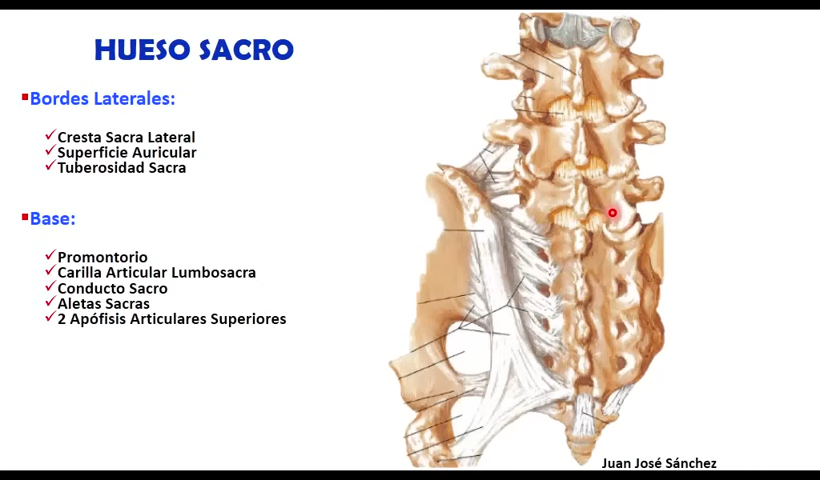 HUESO SACRO
Bordes Laterales:
Cresta Sacra Lateral
Superficie Auricular
Tuberosidad Sacra
Base:
Promontorio
Carilla Articular Lumbosacra
Conducto Sacro
Aletas Sacras
2 Apófisis Articulares Superiores
Juan José Sánchez